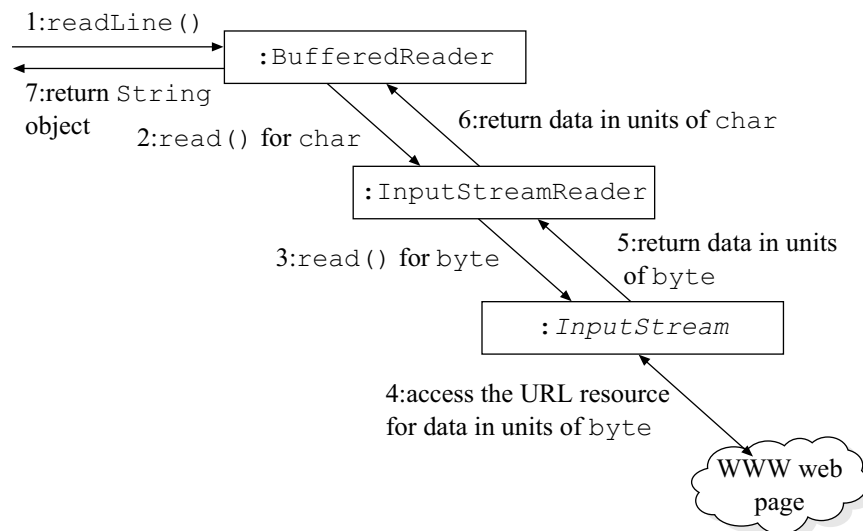 1:readLine()
:BufferedReader
7:return String
object
6:return data in units of char
2:read() for char
:InputStreamReader
5:return data in units
of byte
3:read() for byte
:InputStream
4:access the URL resource
for data in units of byte
WWW web
page